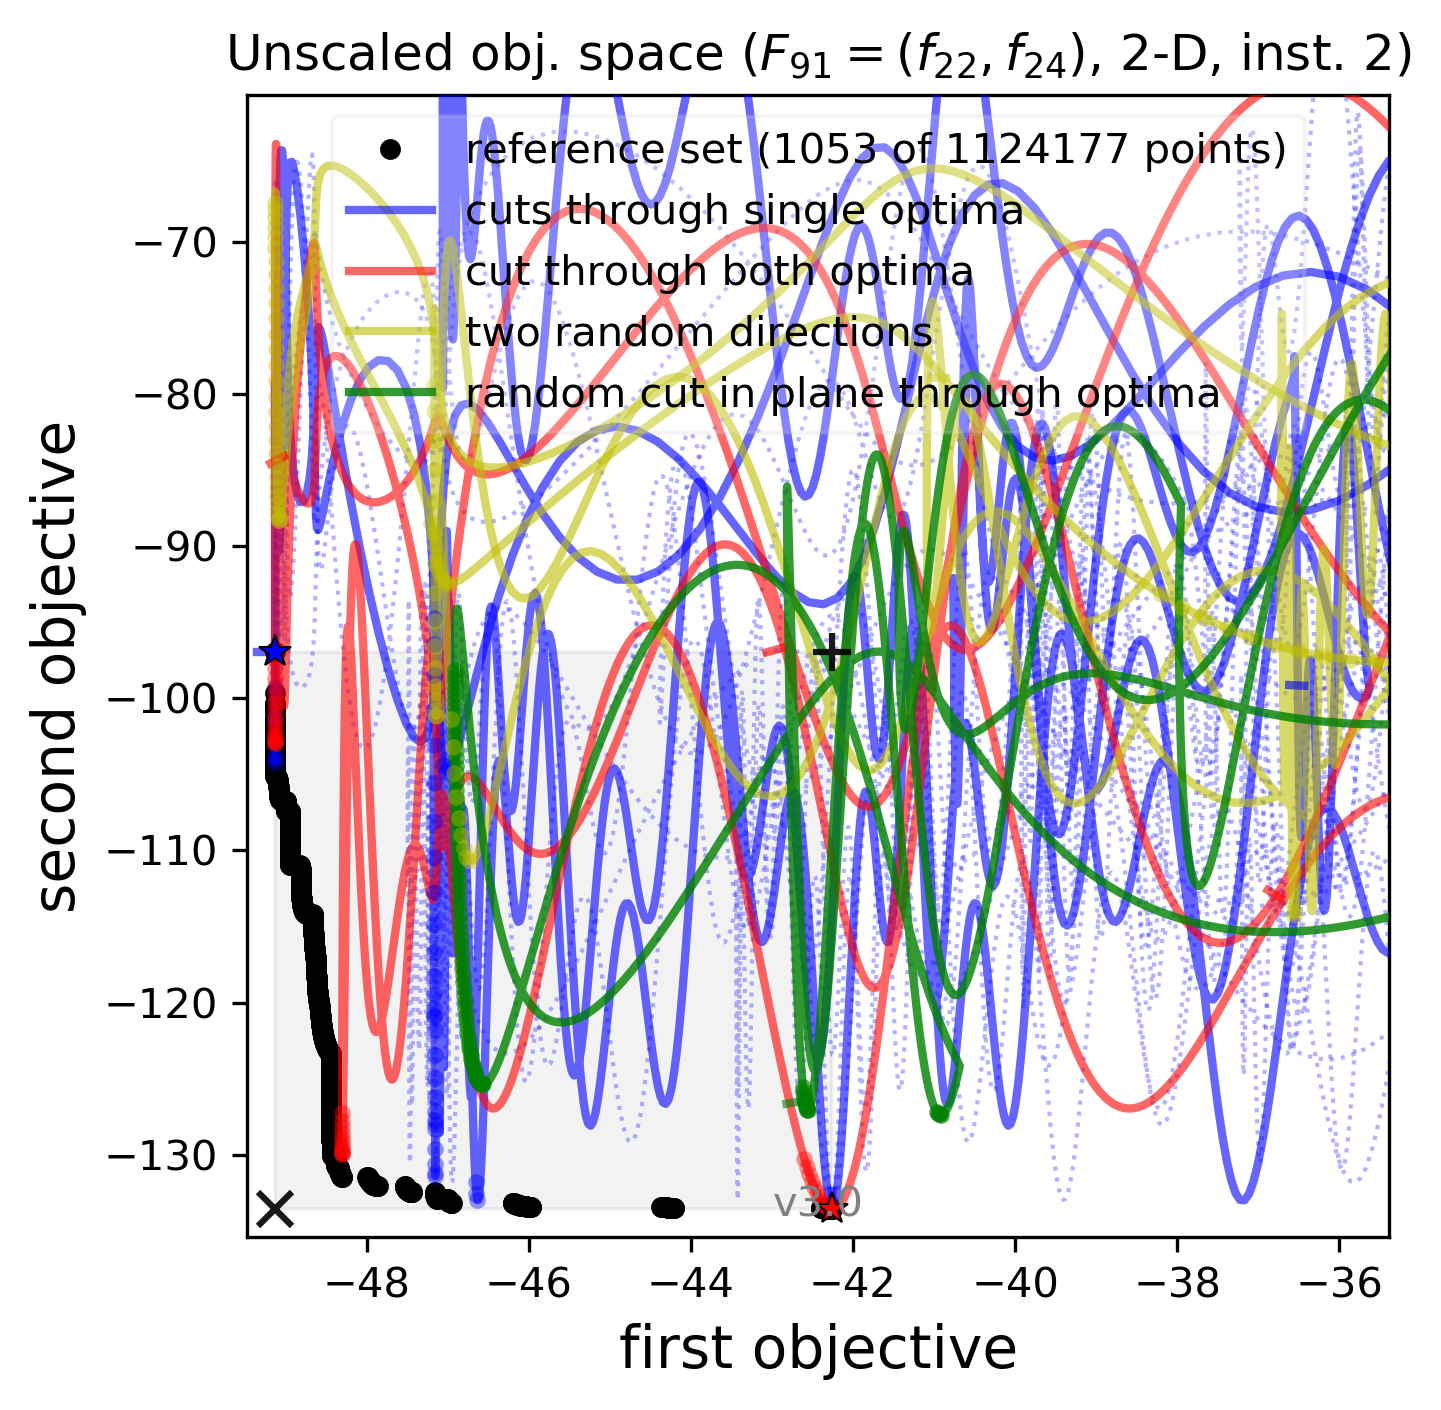 Unscaled obj. space (F₉₁ = (f₂₂, f₂₄), 2-D, inst. 2)
reference set (1053 of 1124177 points)
cuts through single optima
cut through both optima
two random directions
random cut in plane through optima
second objective
−70
−80
−90
−100
−110
−120
−130
v3.0
−48 −46 −44 −42 −40 −38 −36
first objective